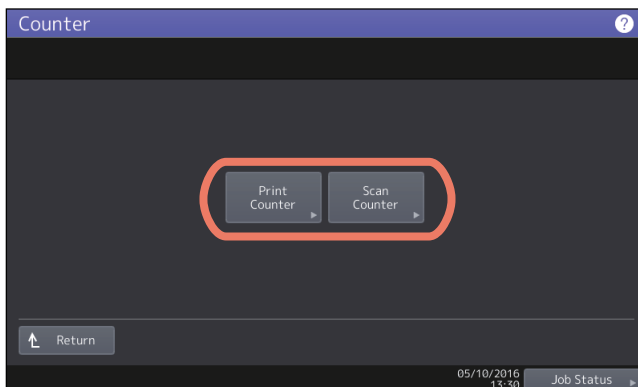 Counter
?
Print
Counter
Scan
Counter
Return
05/10/2016
13:30
Job Status